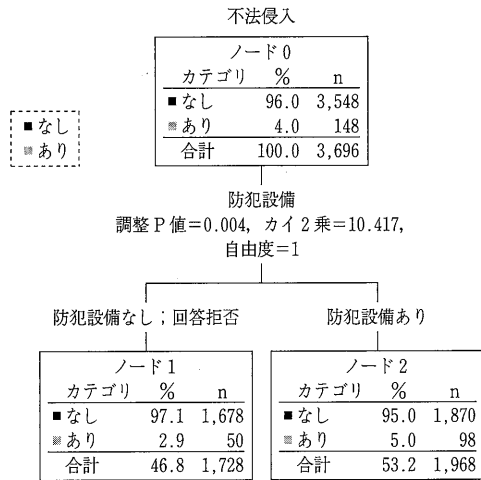 不法侵入
ノード0
カテゴリ % n
■なし 96.0 3,548
■あり 4.0 148
合計 100.0 3,696
■なし
■あり
防犯設備
調整P値=0.004, カイ2乗=10.417,
自由度=1
防犯設備なし；回答拒否
防犯設備あり
ノード1
カテゴリ % n
■なし 97.1 1,678
■あり 2.9 50
合計 46.8 1,728
ノード2
カテゴリ % n
■なし 95.0 1,870
■あり 5.0 98
合計 53.2 1,968